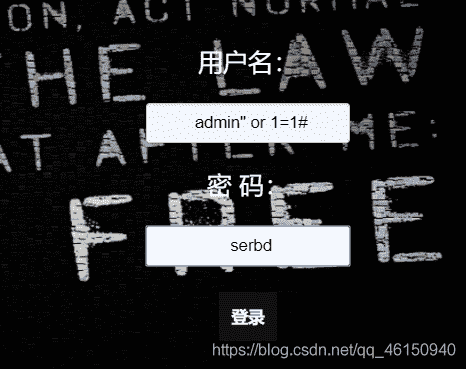 ON, ACT NORMAL
THE LAW
用户名：
admin" or 1=1#
AT AFTER ME:
密 码：
FREE
serbd
登录
https://blog.csdn.net/qq_46150940